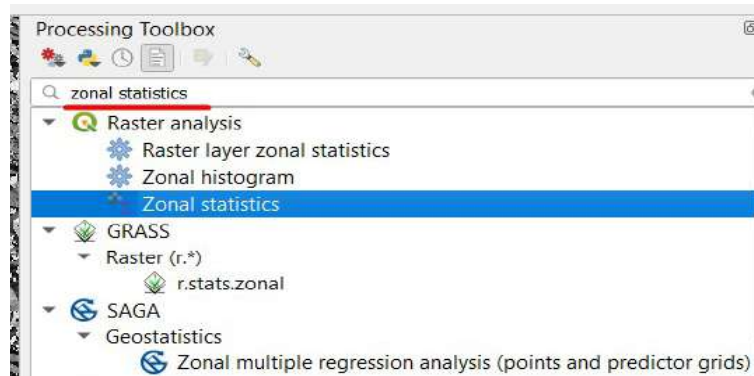 Processing Toolbox
zonal statistics
Raster analysis
Raster layer zonal statistics
Zonal histogram
Zonal statistics
GRASS
Raster (r.*)
r.stats.zonal
SAGA
Geostatistics
Zonal multiple regression analysis (points and predictor grids)